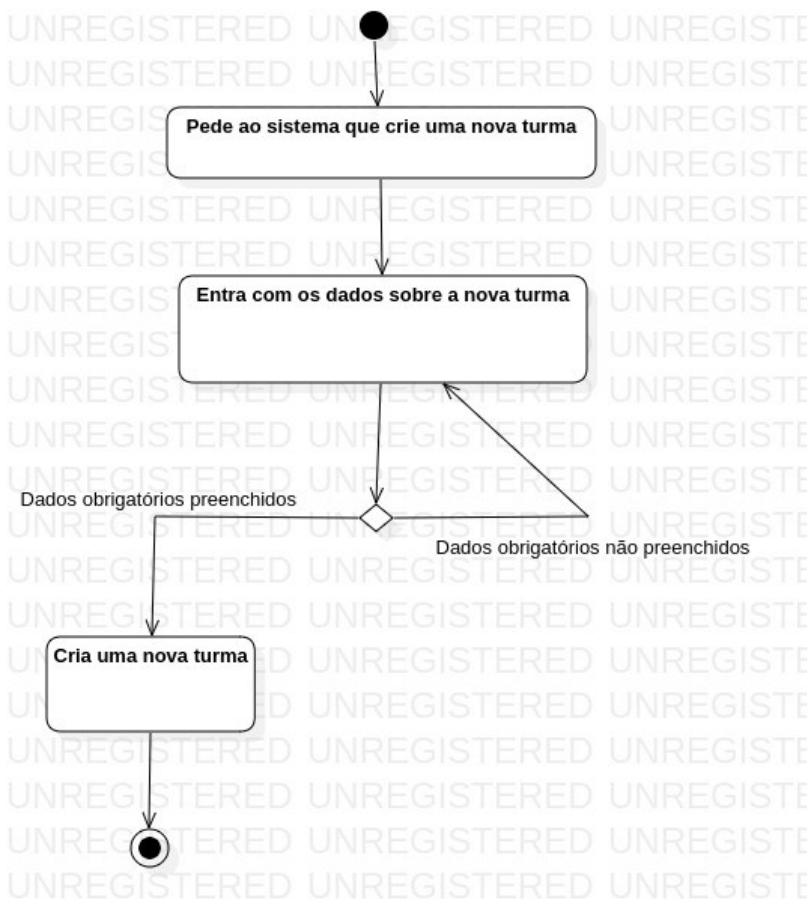 Pede ao sistema que crie uma nova turma
Entra com os dados sobre a nova turma
Dados obrigatórios preenchidos
Dados obrigatórios não preenchidos
Cria uma nova turma
UNREGISTERED